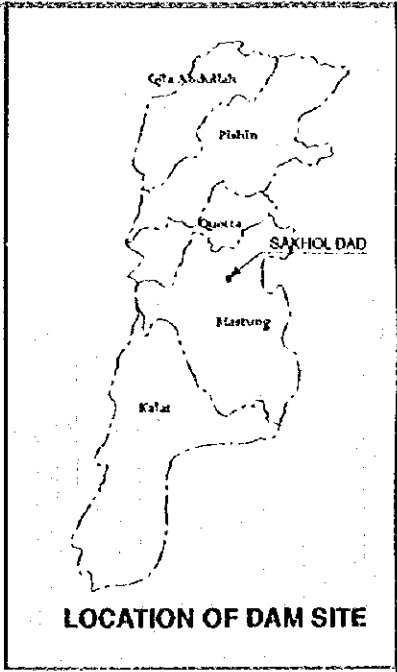 Qila Abdullah
Pishin
Quetta
SAKHOL DAD
Mastung
Kalat
LOCATION OF DAM SITE